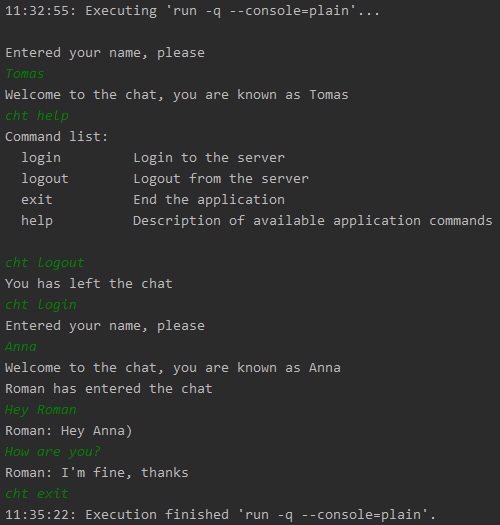 11:32:55: Executing 'run -q --console=plain'...
Entered your name, please
Tomas
Welcome to the chat, you are known as Tomas
cht help
Command list:
login Login to the server
logout Logout from the server
exit End the application
help Description of available application commands
cht logout
You has left the chat
cht login
Entered your name, please
Anna
Welcome to the chat, you are known as Anna
Roman has entered the chat
Hey Roman
Roman: Hey Anna)
How are you?
Roman: I'm fine, thanks
cht exit
11:35:22: Execution finished 'run -q --console=plain'.